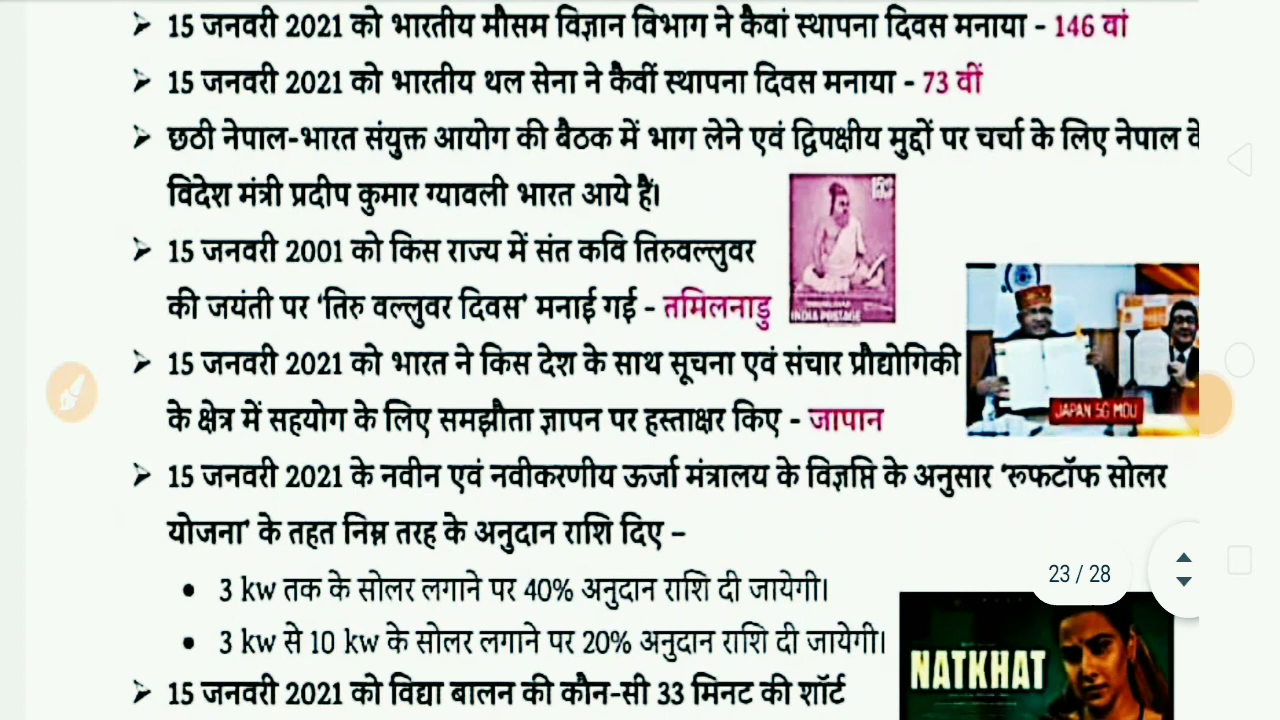 ➢ 15 जनवरी 2021 को भारतीय मौसम विज्ञान विभाग ने कैवां स्थापना दिवस मनाया - 146 वां
➢ 15 जनवरी 2021 को भारतीय थल सेना ने कैवीं स्थापना दिवस मनाया - 73 वीं
➢ छठी नेपाल-भारत संयुक्त आयोग की बैठक में भाग लेने एवं द्विपक्षीय मुद्दों पर चर्चा के लिए नेपाल के
विदेश मंत्री प्रदीप कुमार ग्यावली भारत आये हैं।
INDIA POSTAGE
➢ 15 जनवरी 2001 को किस राज्य में संत कवि तिरुवल्लुवर
की जयंती पर ‘तिरु वल्लुवर दिवस’ मनाई गई - तमिलनाडु
➢ 15 जनवरी 2021 को भारत ने किस देश के साथ सूचना एवं संचार प्रौद्योगिकी
के क्षेत्र में सहयोग के लिए समझौता ज्ञापन पर हस्ताक्षर किए - जापान
JAPAN 5G MOU
➢ 15 जनवरी 2021 के नवीन एवं नवीकरणीय ऊर्जा मंत्रालय के विज्ञप्ति के अनुसार ‘रूफटॉफ सोलर
योजना’ के तहत निम्न तरह के अनुदान राशि दिए –
• 3 kw तक के सोलर लगाने पर 40% अनुदान राशि दी जायेगी।
• 3 kw से 10 kw के सोलर लगाने पर 20% अनुदान राशि दी जायेगी।
23 / 28
➢ 15 जनवरी 2021 को विद्या बालन की कौन-सी 33 मिनट की शॉर्ट
NATKHAT